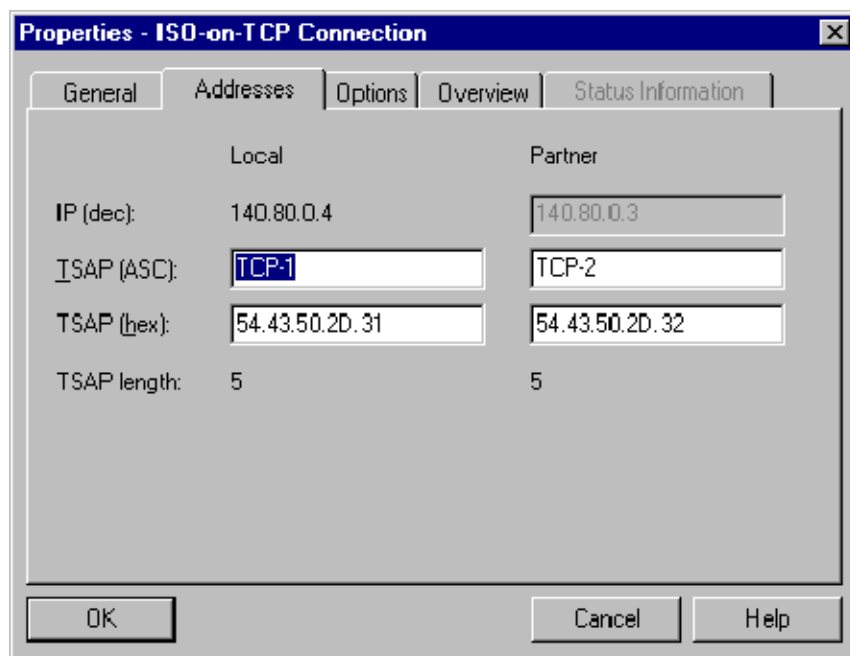 Properties - ISO-on-TCP Connection
General Addresses Options Overview Status Information
Local Partner
IP (dec): 140.80.0.4 140.80.0.3
TSAP (ASC): TCP-1 TCP-2
TSAP (hex): 54.43.50.2D.31 54.43.50.2D.32
TSAP length: 5 5
OK Cancel Help